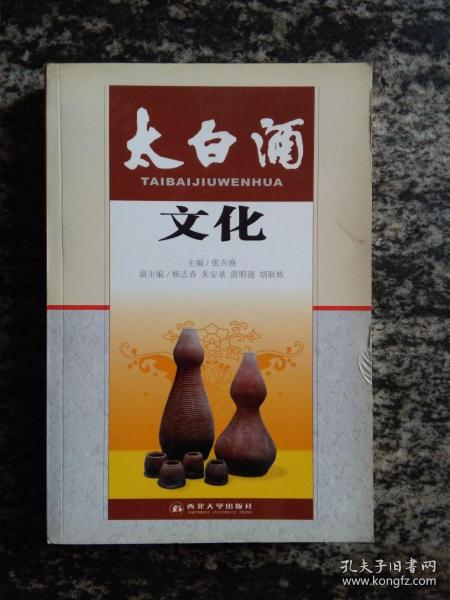 太白酒
TAIBAIJIUWENHUA
文化
主编/张吉焕
副主编/杨志春 朱安录 雷明德 胡耿栋
西北大学出版社
孔夫子旧书网
www.kongfz.com